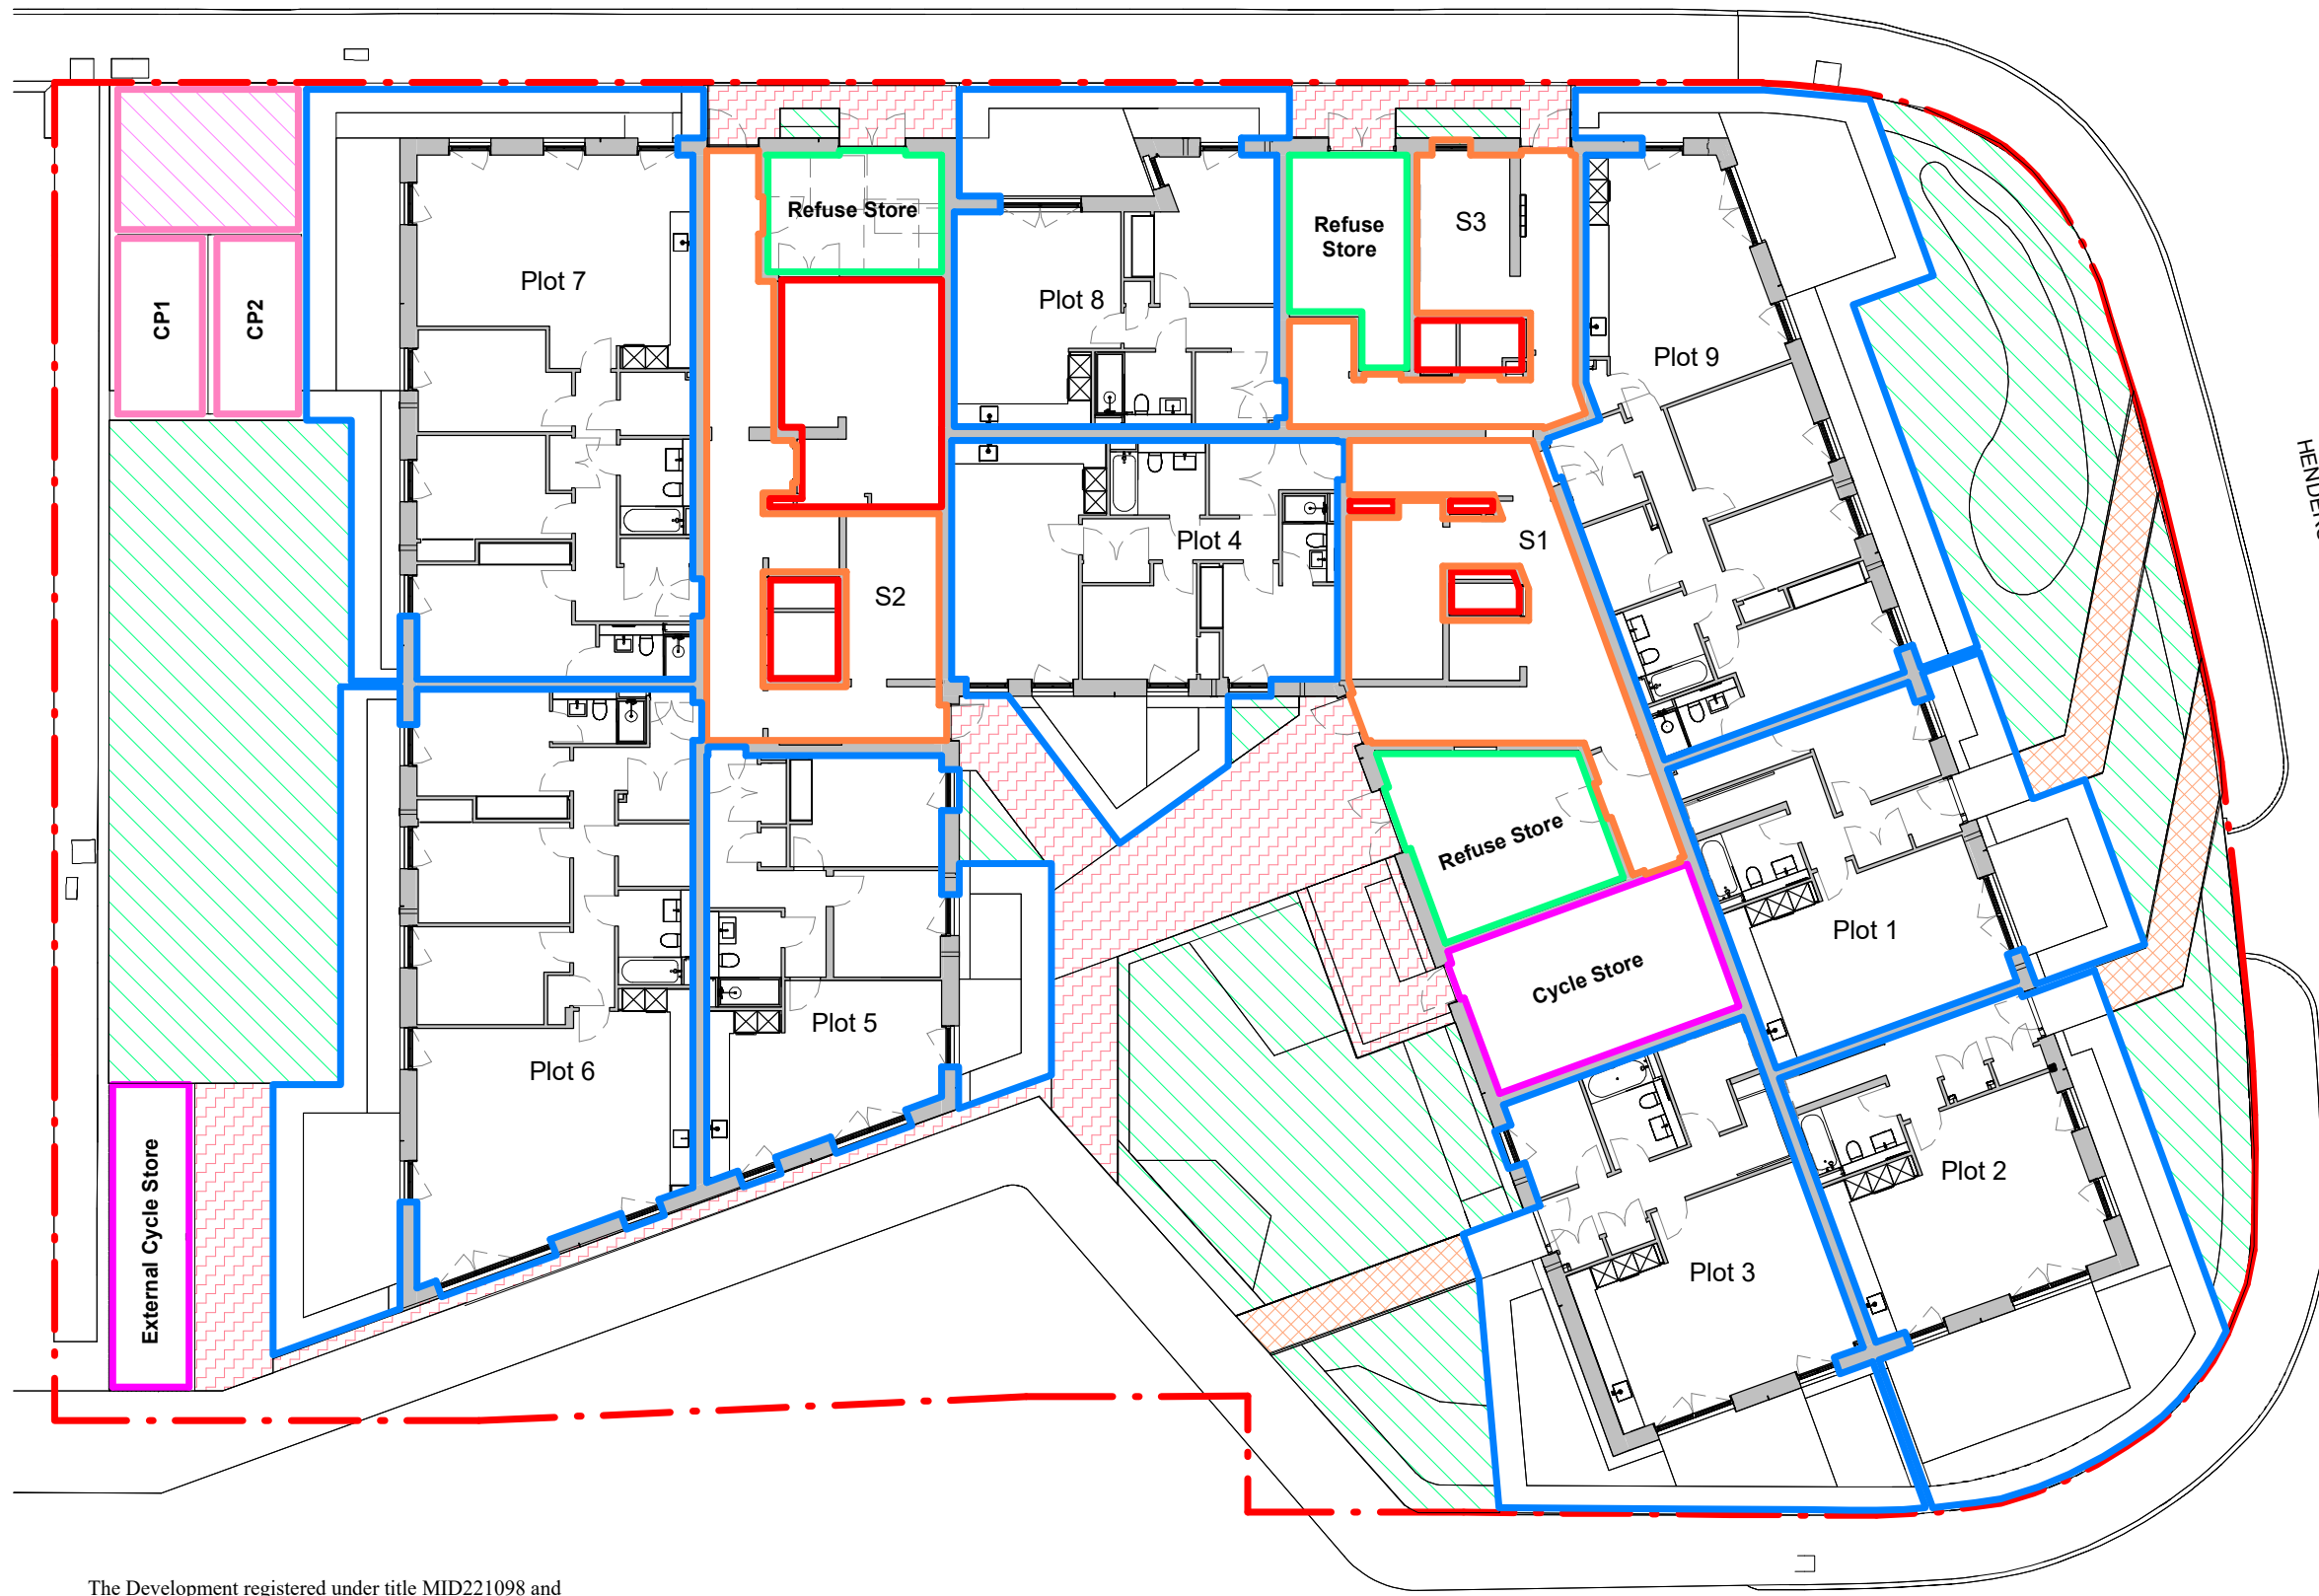 Refuse Store
Refuse
Store
S3
CP1
CP2
Plot 7
Plot 8
Plot 9
HENDERS
Plot 4
S1
S2
Refuse Store
Plot 1
Cycle Store
Plot 5
Plot 6
Plot 2
External Cycle Store
Plot 3
The Development registered under title MID221098 and